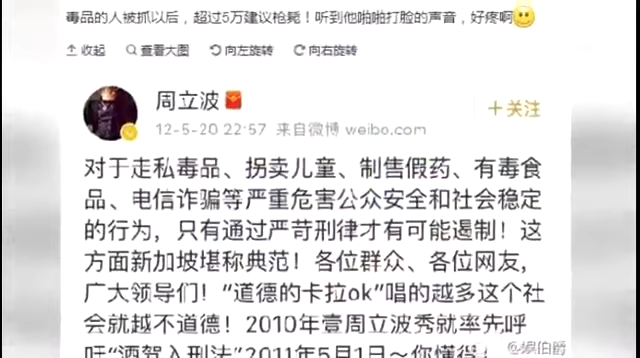 毒品的人被抓以后，超过5万建议枪毙！听到他啪啪打脸的声音，好疼啊
收起 查看大图 向左旋转 向右旋转
周立波
+关注
12-5-20 22:57 来自微博 weibo.com
对于走私毒品、拐卖儿童、制售假药、有毒食
品、电信诈骗等严重危害公众安全和社会稳定
的行为，只有通过严苛刑律才有可能遏制！这
方面新加坡堪称典范！各位群众、各位网友，
广大领导们！“道德的卡拉ok”唱的越多这个社
会就越不道德！2010年壹周立波秀就率先呼
吁“酒驾入刑法”2011年5月1日～你懂得